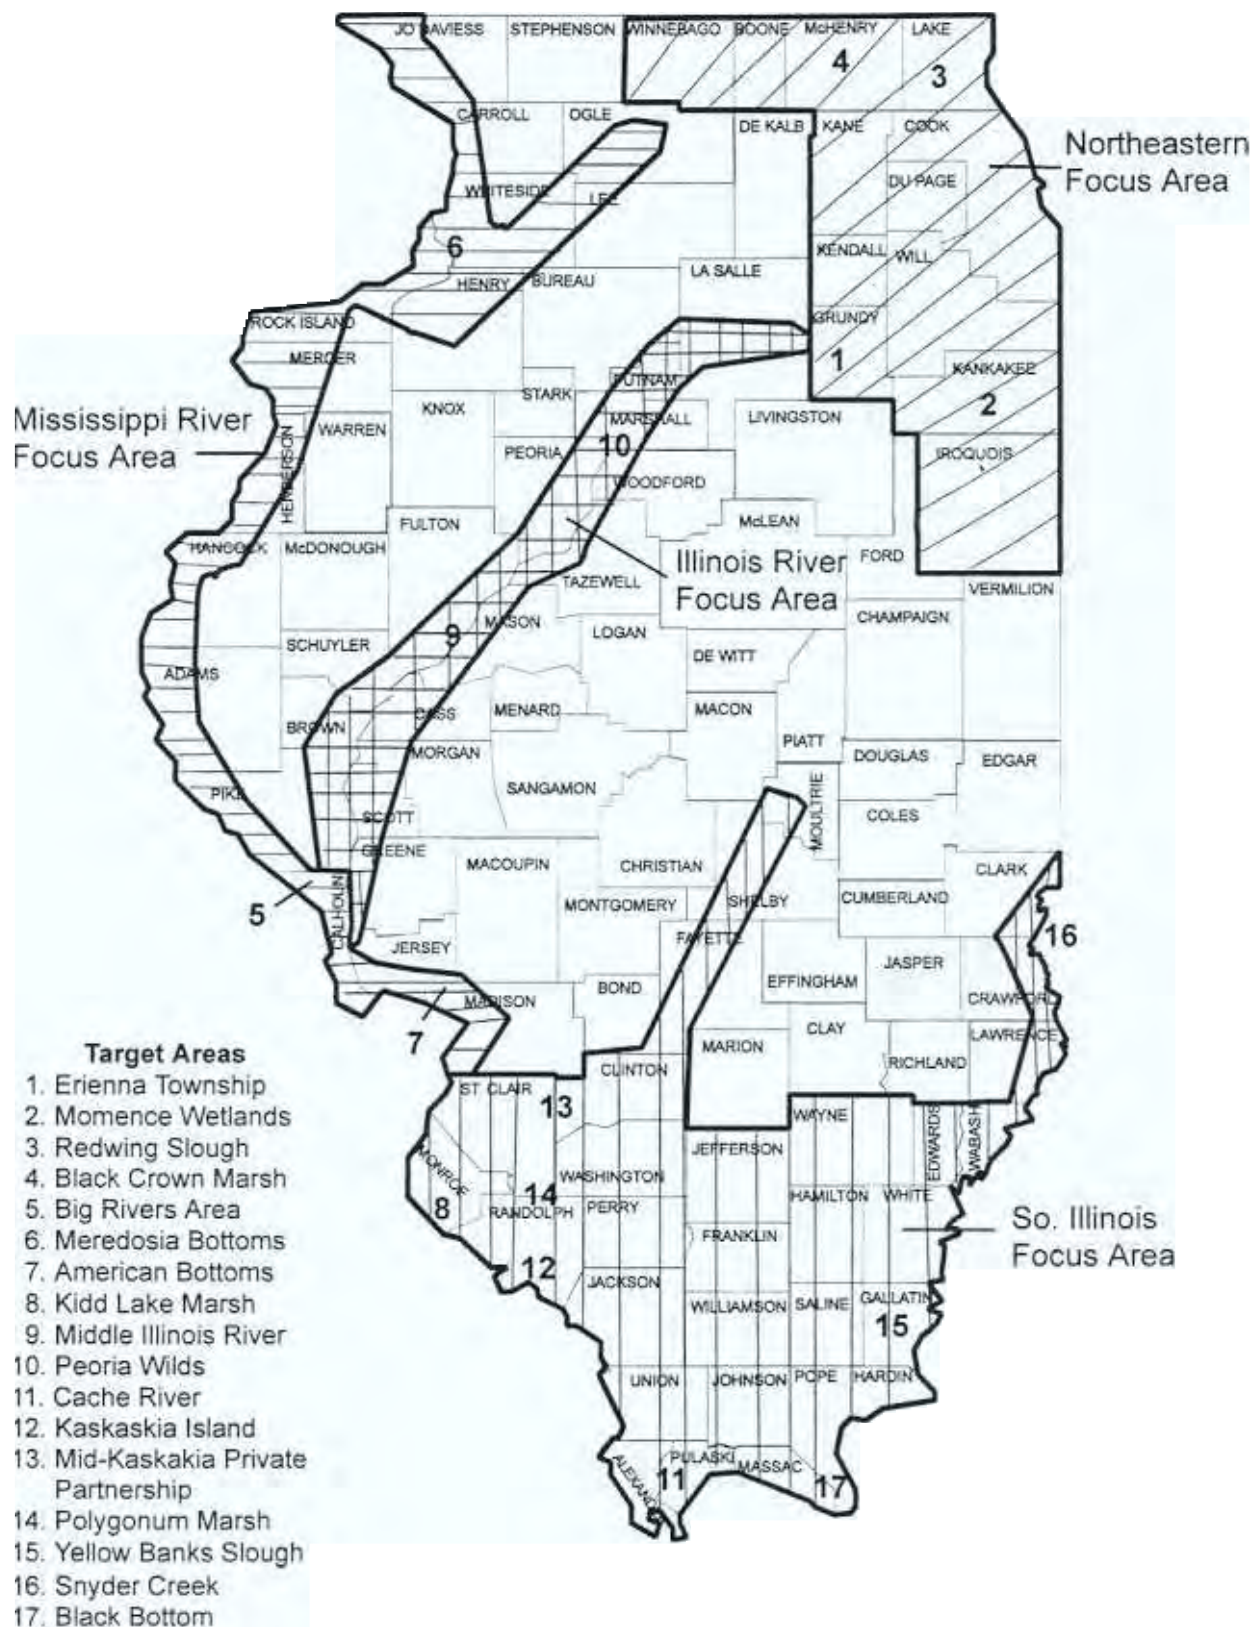 JO DAVIESS STEPHENSON WINNEBAGO BOONE McHENRY LAKE
4
3
CARROLL OGLE DE KALB KANE COOK
Northeastern
Focus Area
WHITESIDE LEE DU PAGE
6
KENDALL WILL
HENRY BUREAU LA SALLE
ROCK ISLAND GRUNDY
MERCER 1
PUTNAM KANKAKEE
STARK
2
KNOX MARSHALL LIVINGSTON
Mississippi River
Focus Area
WARREN
10
PEORIA IROQUOIS
HENDERSON WOODFORD
FULTON McLEAN
HANCOCK McDONOUGH FORD
Illinois River
Focus Area
TAZEWELL VERMILION
MASON CHAMPAIGN
9
LOGAN
SCHUYLER DE WITT
ADAMS
CASS MENARD MACON
BROWN PIATT
MORGAN DOUGLAS EDGAR
PIKE SANGAMON MOULTRIE
SCOTT COLES
GREENE MACOUPIN CHRISTIAN CLARK
5
CALHOUN MONTGOMERY SHELBY CUMBERLAND
16
JERSEY FAYETTE JASPER
BOND EFFINGHAM
MADISON CRAWFORD
7
CLAY LAWRENCE
MARION RICHLAND
CLINTON
ST CLAIR
13
WAYNE EDWARDS WABASH
MONROE JEFFERSON
WASHINGTON
14
HAMILTON WHITE
8
RANDOLPH PERRY
So. Illinois
Focus Area
FRANKLIN
12
JACKSON
WILLIAMSON SALINE GALLATIN
15
UNION JOHNSON POPE HARDIN
PULASKI MASSAC
ALEXAND
11
17
Target Areas
1. Erienna Township
2. Momence Wetlands
3. Redwing Slough
4. Black Crown Marsh
5. Big Rivers Area
6. Meredosia Bottoms
7. American Bottoms
8. Kidd Lake Marsh
9. Middle Illinois River
10. Peoria Wilds
11. Cache River
12. Kaskaskia Island
13. Mid-Kaskakia Private
Partnership
14. Polygonum Marsh
15. Yellow Banks Slough
16. Snyder Creek
17. Black Bottom